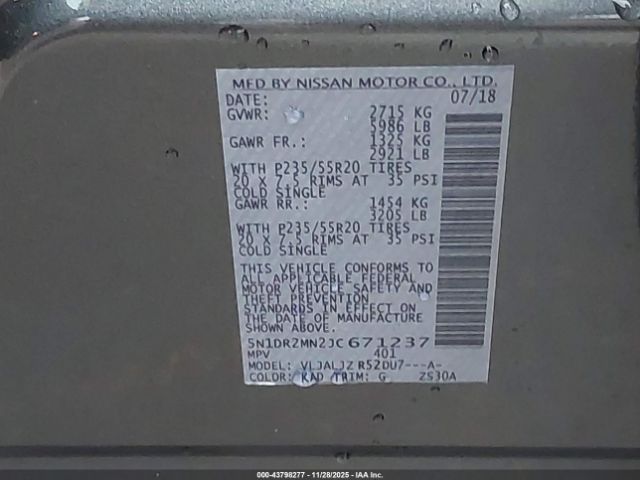 MFD BY NISSAN MOTOR CO., LTD.
DATE: 07/18
GVWR: 2715 KG
5986 LB
GAWR FR.: 1325 KG
2921 LB
WITH P235/55R20 TIRES
20 X 7.5 RIMS AT 35 PSI
COLD SINGLE
GAWR RR.: 1454 KG
3205 LB
WITH P235/55R20 TIRES
20 X 7.5 RIMS AT 35 PSI
COLD SINGLE
THIS VEHICLE CONFORMS TO
ALL APPLICABLE FEDERAL
MOTOR VEHICLE SAFETY AND
THEFT PREVENTION
STANDARDS IN EFFECT ON
THE DATE OF MANUFACTURE
SHOWN ABOVE.
5N1DR2MN2JC671237
MPV 401
MODEL: VLJALJZ R52DU7---A-
COLOR: KAD TRIM: G ZS30A
000-43798277 - 11/28/2025 - IAA Inc.